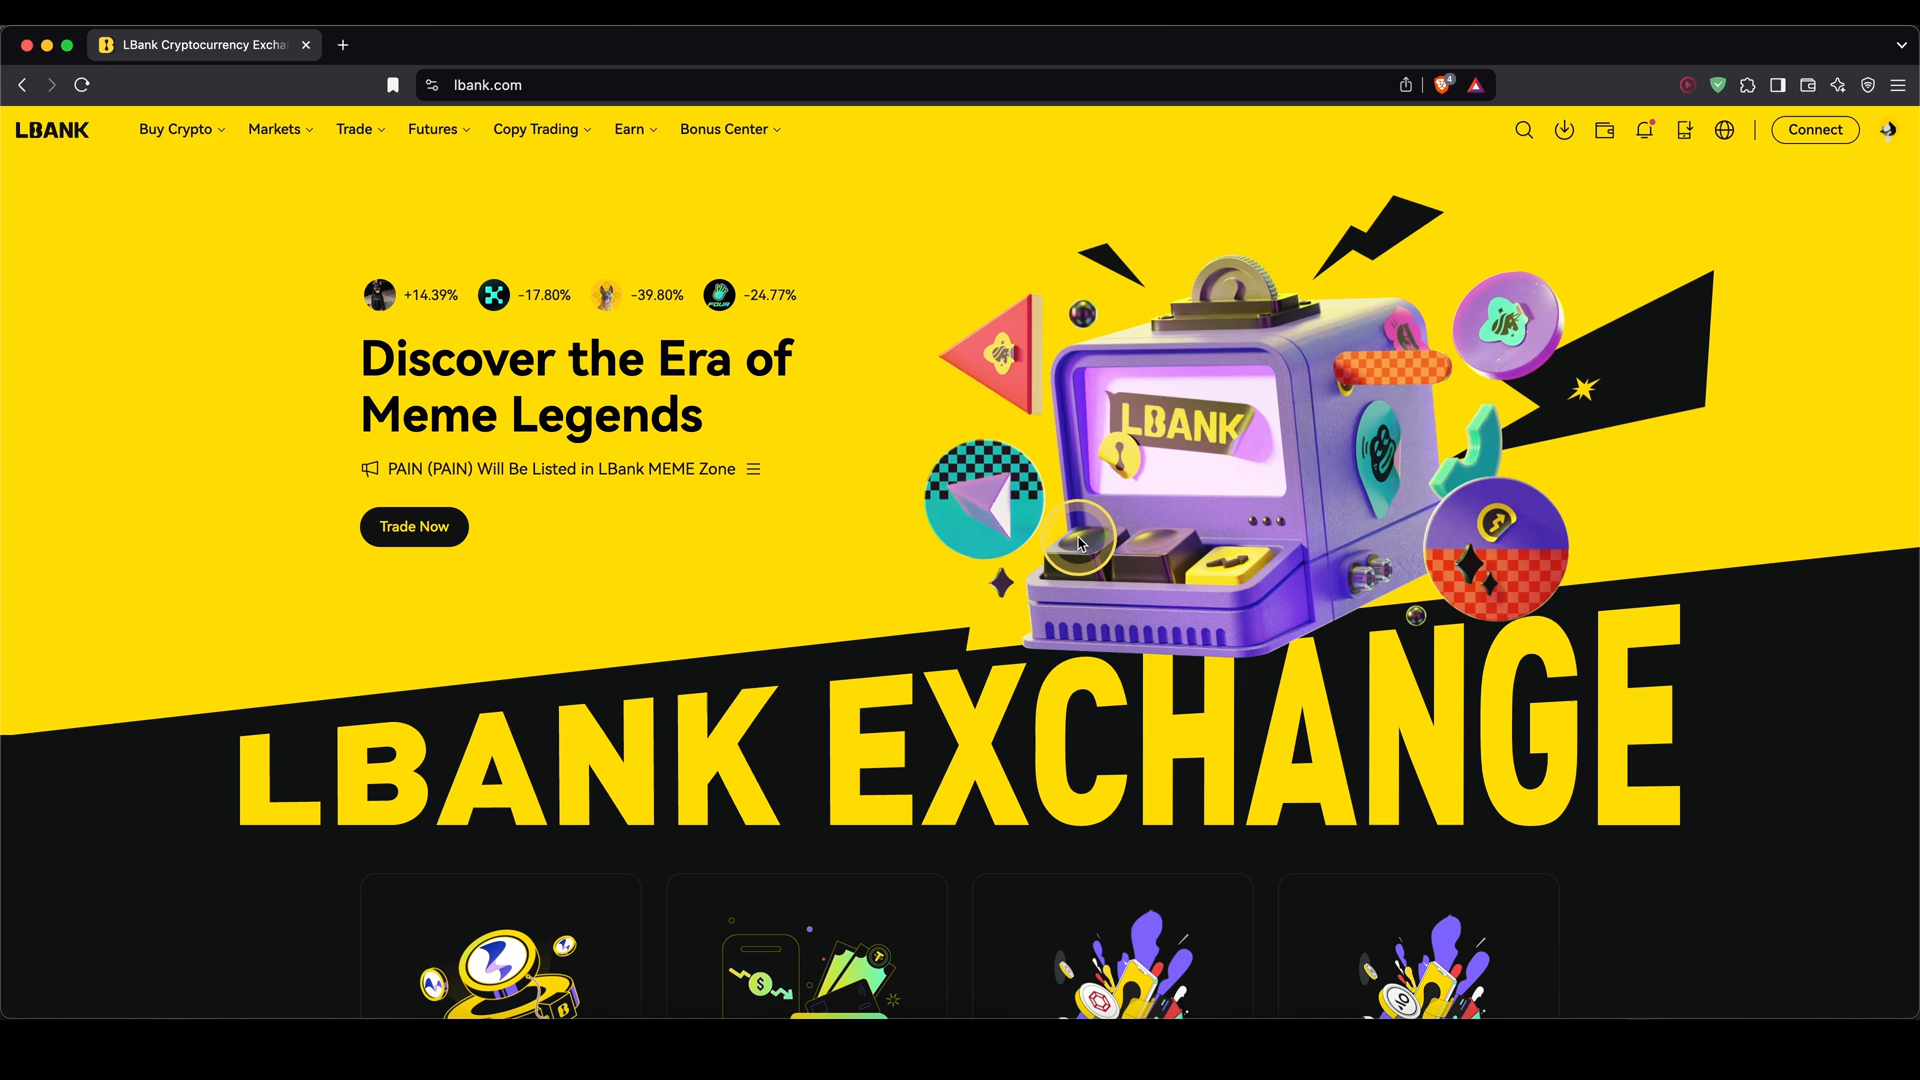 LBank Cryptocurrency Excha
lbank.com
4
LBANK
Buy Crypto
Markets
Trade
Futures
Copy Trading
Earn
Bonus Center
Connect
+14.39%
-17.80%
-39.80%
-24.77%
FOUR
Discover the Era of
Meme Legends
PAIN (PAIN) Will Be Listed in LBank MEME Zone
Trade Now
LBANK
LBANK EXCHANGE